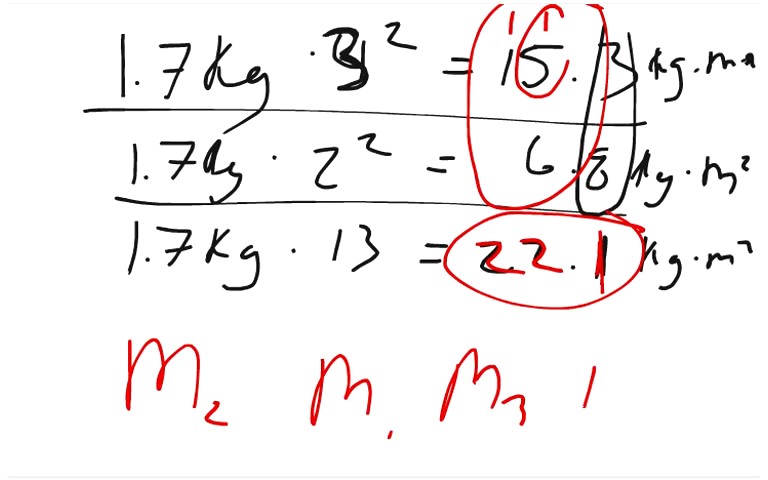 1.7 Kg · 3² = 15.3 kg·m²
1.7 Kg · 2² = 6.8 Kg·m²
1.7 Kg · 13 = 22.1 Kg·m²
M₂ M₁ M₃